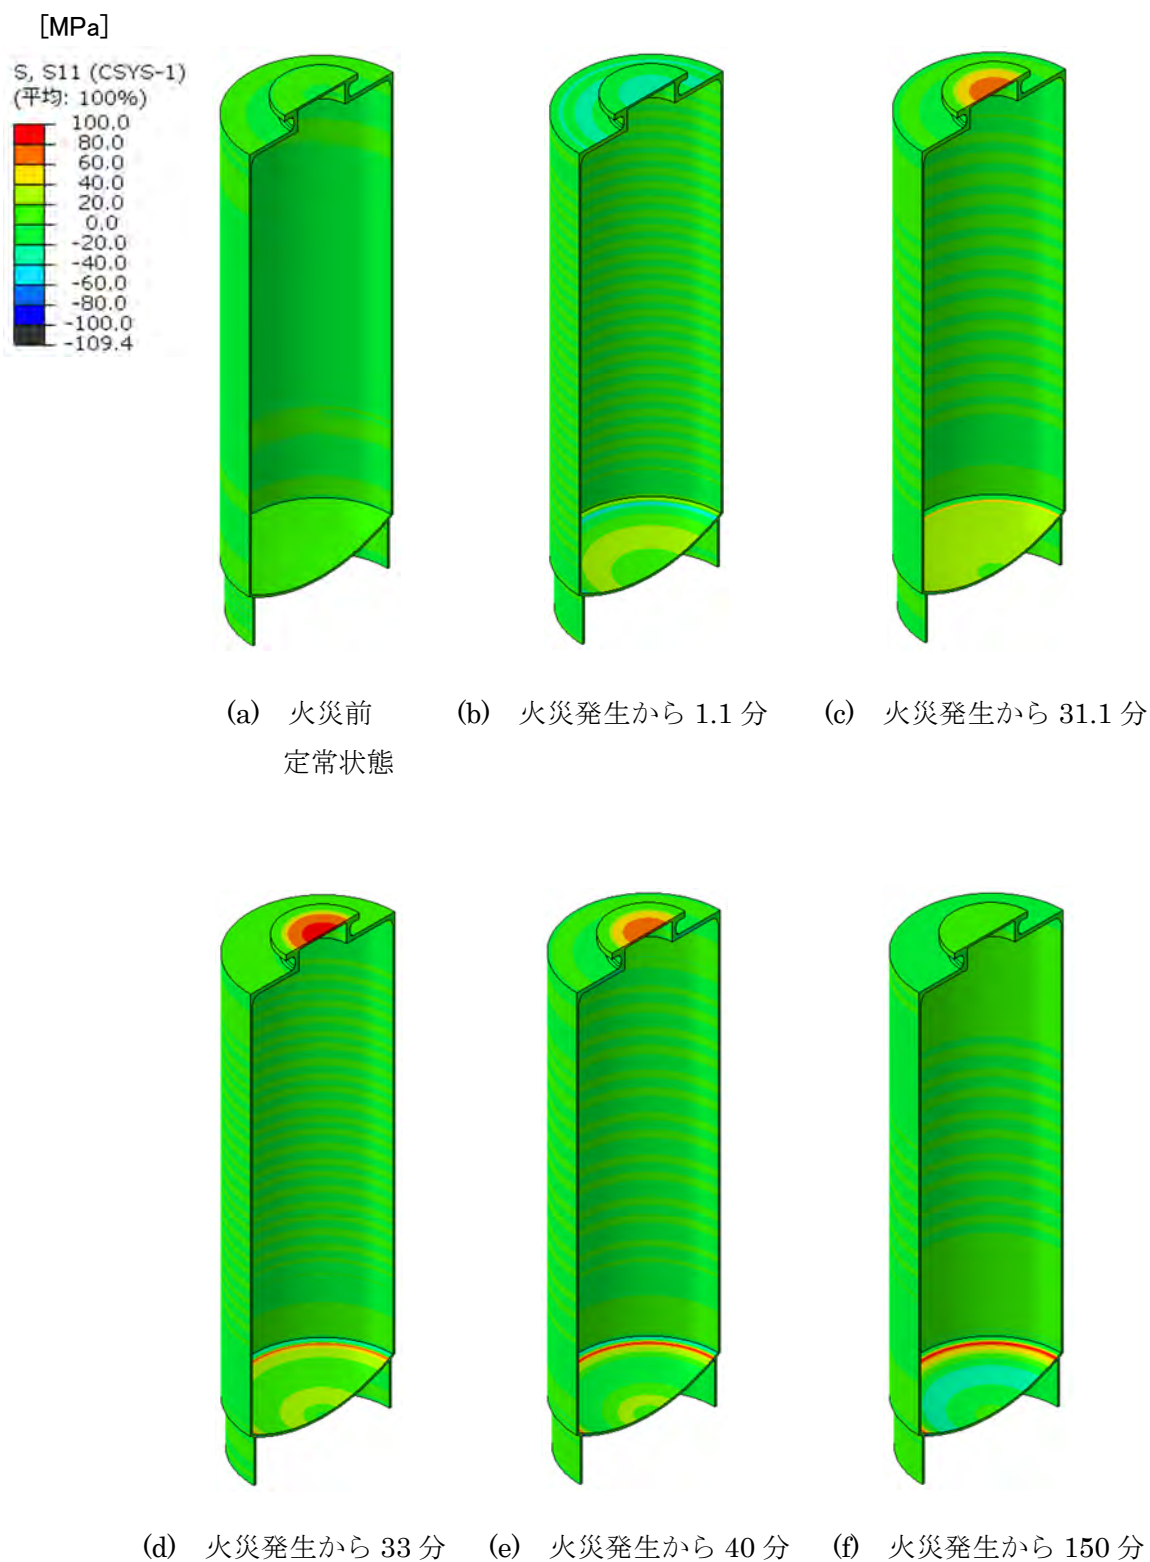 [MPa]
S, S11 (CSYS-1)
(平均: 100%)
100.0
80.0
60.0
40.0
20.0
0.0
-20.0
-40.0
-60.0
-80.0
-100.0
-109.4
(a) 火災前
定常状態
(b) 火災発生から 1.1 分
(c) 火災発生から 31.1 分
(d) 火災発生から 33 分
(e) 火災発生から 40 分
(f) 火災発生から 150 分